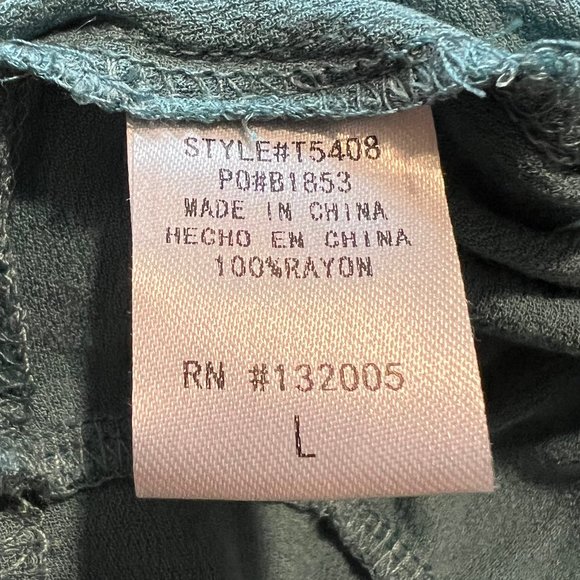 STYLE#T5408
PO#B1853
MADE IN CHINA
HECHO EN CHINA
100%RAYON
RN #132005
L